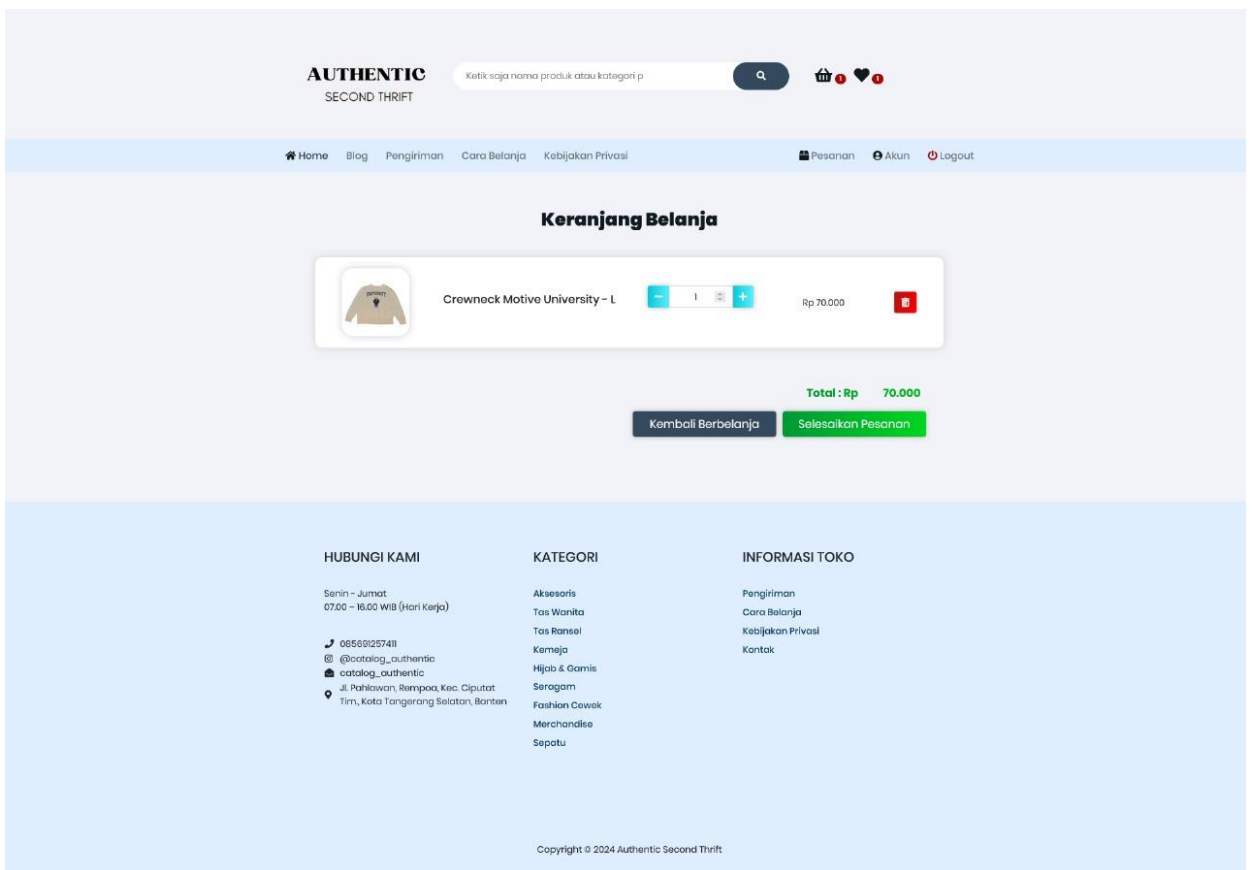 AUTHENTIC
SECOND THRIFT
Ketik saja nama produk atau kategori p
Home Blog Pengiriman Cara Belanja Kebijakan Privasi Pesanan Akun Logout
Keranjang Belanja
Crewneck Motive University - L
1
Rp 70.000
Total : Rp 70.000
Kembali Berbelanja
Selesaikan Pesanan
HUBUNGI KAMI
Senin - Jumat
07.00 – 16.00 WIB (Hari Kerja)
085691257411
@catalog_authentic
catalog_authentic
Jl. Pahlawan, Rempoa, Kec. Ciputat
Tim., Kota Tangerang Selatan, Banten
KATEGORI
Aksesoris
Tas Wanita
Tas Ransel
Kemeja
Hijab & Gamis
Seragam
Fashion Cewek
Merchandise
Sepatu
INFORMASI TOKO
Pengiriman
Cara Belanja
Kebijakan Privasi
Kontak
Copyright © 2024 Authentic Second Thrift